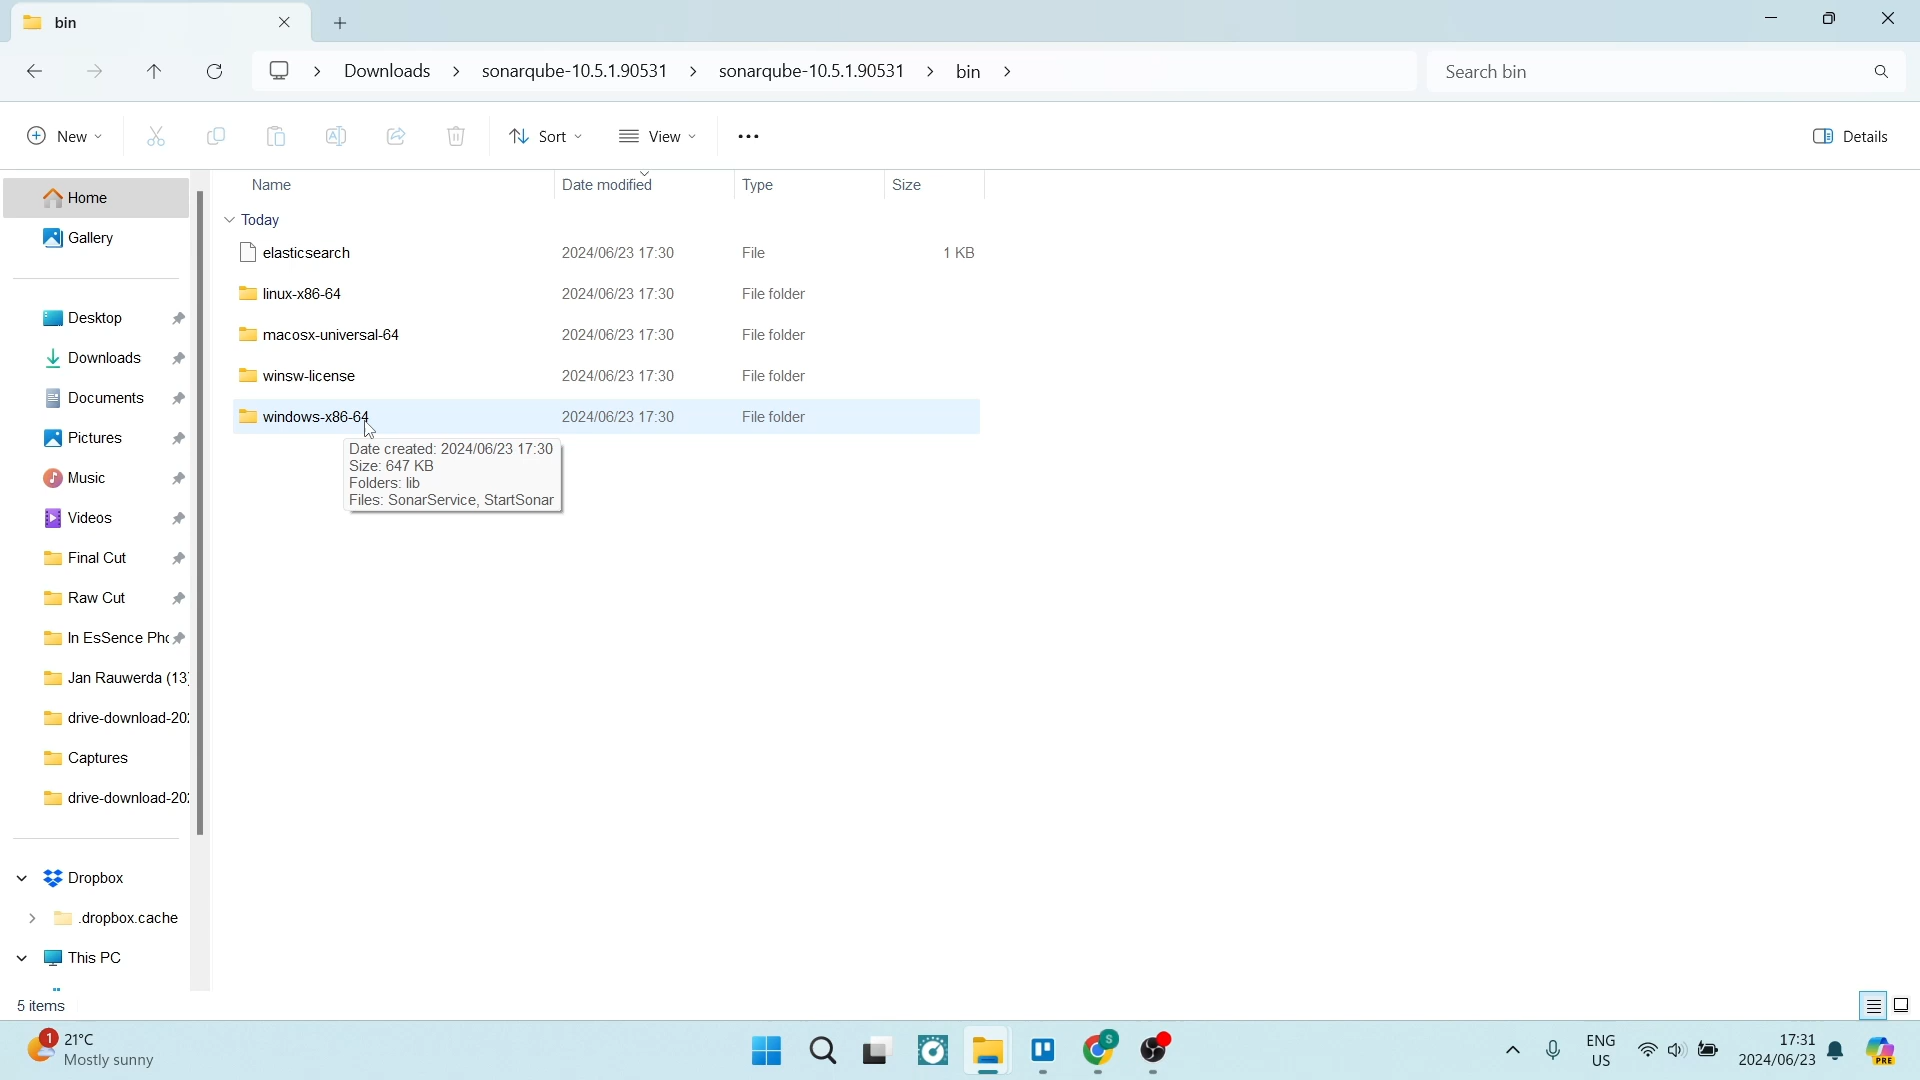 bin
Downloads > sonarqube-10.5.1.90531 > sonarqube-10.5.1.90531 > bin >
Search bin
New
Sort
View
Details
Name Date modified Type Size
Today
elasticsearch 2024/06/23 17:30 File 1 KB
linux-x86-64 2024/06/23 17:30 File folder
macosx-universal-64 2024/06/23 17:30 File folder
winsw-license 2024/06/23 17:30 File folder
windows-x86-64 2024/06/23 17:30 File folder
Date created: 2024/06/23 17:30
Size: 647 KB
Folders: lib
Files: SonarService, StartSonar
Home
Gallery
Desktop
Downloads
Documents
Pictures
Music
Videos
Final Cut
Raw Cut
In EsSence Pho
Jan Rauwerda (13)
drive-download-202
Captures
drive-download-202
Dropbox
.dropbox.cache
This PC
5 items
1
21°C
Mostly sunny
S
ENG
US
17:31
2024/06/23
PRE